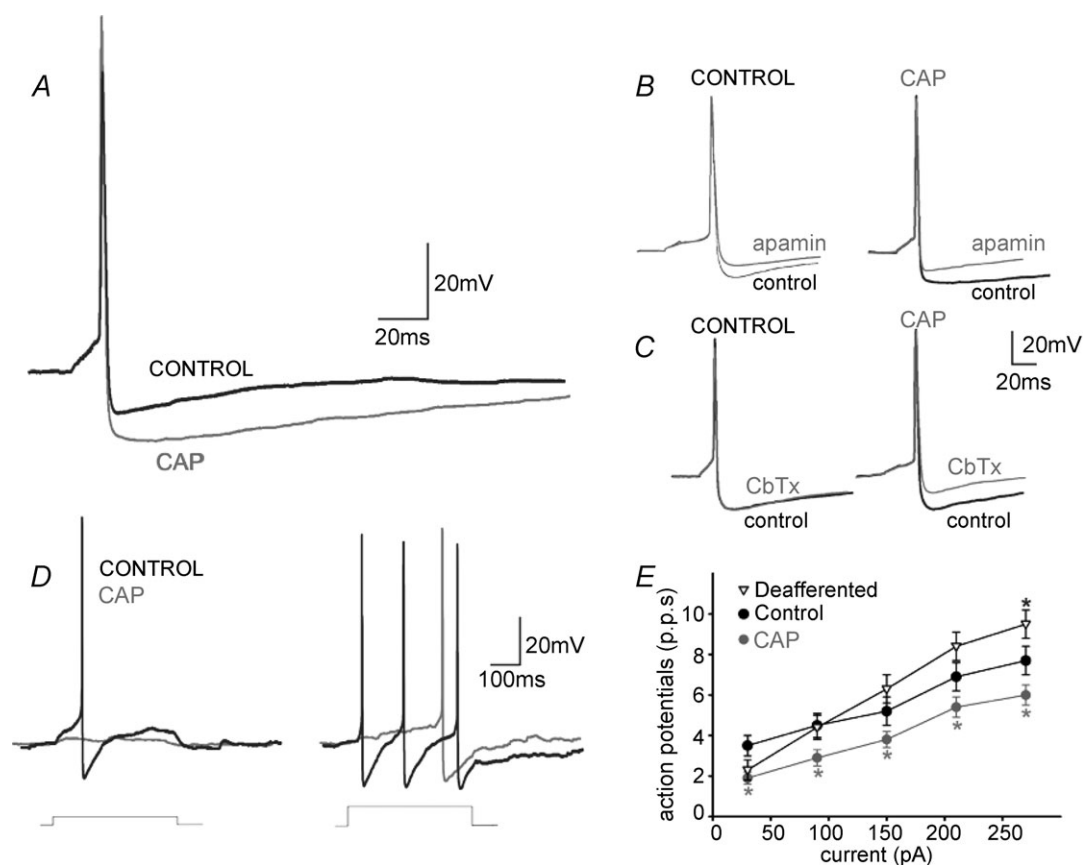 A
CONTROL
CAP
20mV
20ms
B
CONTROL
CAP
apamin
control
apamin
control
C
CONTROL
CAP
20mV
20ms
CbTx
control
CbTx
control
D
CONTROL
CAP
20mV
100ms
E
Deafferented
Control
CAP
action potentials (p.p.s)
10
8
6
4
2
0
0
50
100
150
200
250
current (pA)
*
*
*
*
*
*